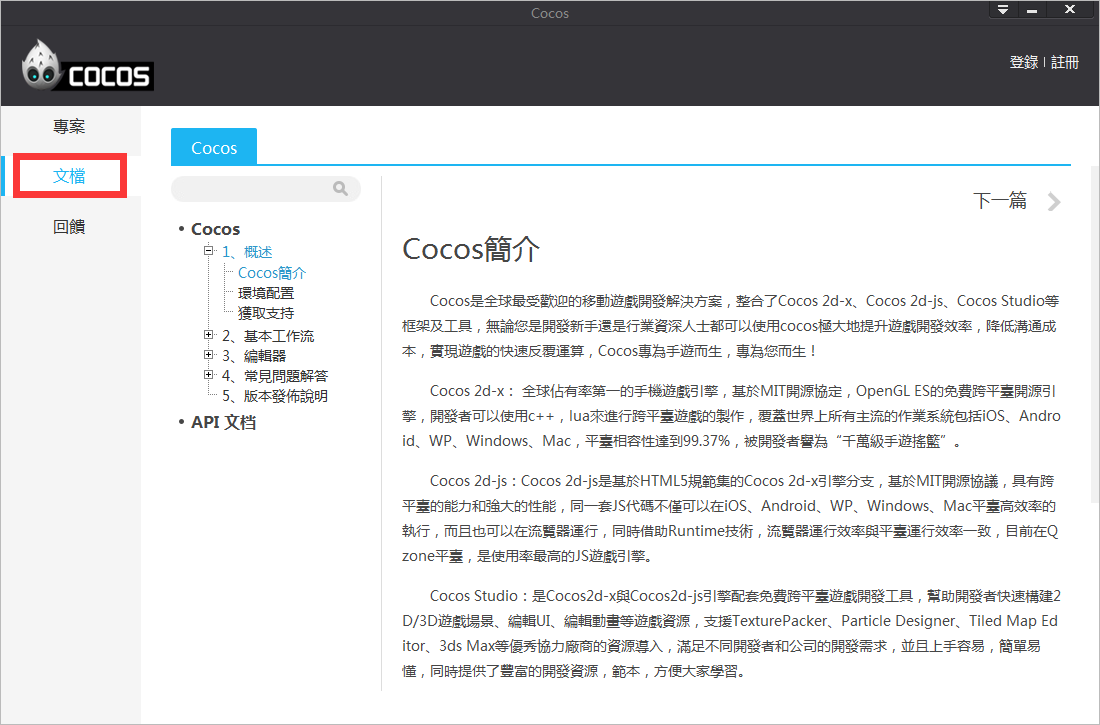 Cocos
COCOS
登錄 | 註冊
專案
文檔
回饋
Cocos
下一篇
• Cocos
1、概述
Cocos簡介
環境配置
獲取支持
2、基本工作流
3、編輯器
4、常見問題解答
5、版本發佈說明
• API 文档
Cocos簡介
Cocos是全球最受歡迎的移動遊戲開發解決方案，整合了Cocos 2d-x、Cocos 2d-js、Cocos Studio等
框架及工具，無論您是開發新手還是行業資深人士都可以使用cocos極大地提升遊戲開發效率，降低溝通成
本，實現遊戲的快速反覆運算，Cocos專為手遊而生，專為您而生！
Cocos 2d-x： 全球佔有率第一的手機遊戲引擎，基於MIT開源協定，OpenGL ES的免費跨平臺開源引
擎，開發者可以使用c++，lua來進行跨平臺遊戲的製作，覆蓋世界上所有主流的作業系統包括iOS、Andro
id、WP、Windows、Mac，平臺相容性達到99.37%，被開發者譽為“千萬級手遊搖籃”。
Cocos 2d-js：Cocos 2d-js是基於HTML5規範集的Cocos 2d-x引擎分支，基於MIT開源協議，具有跨
平臺的能力和強大的性能，同一套JS代碼不僅可以在iOS、Android、WP、Windows、Mac平臺高效率的
執行，而且也可以在流覽器運行，同時借助Runtime技術，流覽器運行效率與平臺運行效率一致，目前在Q
zone平臺，是使用率最高的JS遊戲引擎。
Cocos Studio：是Cocos2d-x與Cocos2d-js引擎配套免費跨平臺遊戲開發工具，幫助開發者快速構建2
D/3D遊戲場景、編輯UI、編輯動畫等遊戲資源，支援TexturePacker、Particle Designer、Tiled Map Ed
itor、3ds Max等優秀協力廠商的資源導入，滿足不同開發者和公司的開發需求，並且上手容易，簡單易
懂，同時提供了豐富的開發資源，範本，方便大家學習。